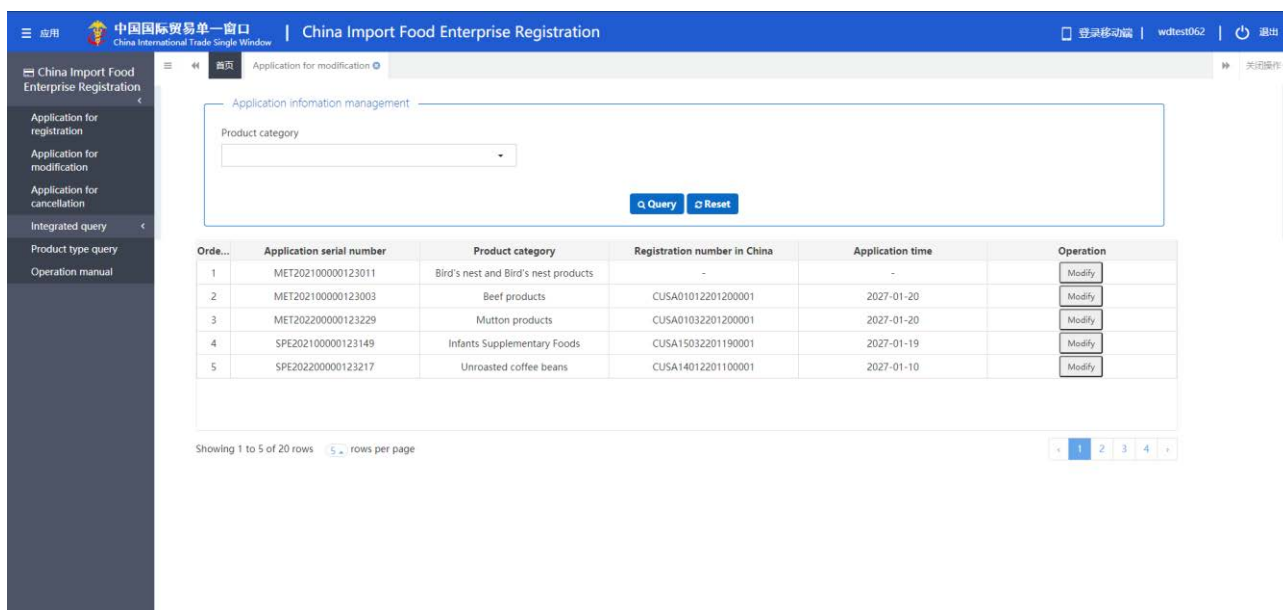 应用
中国国际贸易单一窗口
China International Trade Single Window
China Import Food Enterprise Registration
登录移动端
wdtest062
退出
China Import Food
Enterprise Registration
首页
Application for modification
关闭操作
Application for
registration
Application for
modification
Application for
cancellation
Integrated query
Product type query
Operation manual
Application infomation management
Product category
Query
Reset
Orde... Application serial number Product category Registration number in China Application time Operation
1 MET202100000123011 Bird's nest and Bird's nest products - - Modify
2 MET202100000123003 Beef products CUSA01012201200001 2027-01-20 Modify
3 MET202200000123229 Mutton products CUSA01032201200001 2027-01-20 Modify
4 SPE202100000123149 Infants Supplementary Foods CUSA15032201190001 2027-01-19 Modify
5 SPE202200000123217 Unroasted coffee beans CUSA14012201100001 2027-01-10 Modify
Showing 1 to 5 of 20 rows 5 rows per page
‹ 1 2 3 4 ›